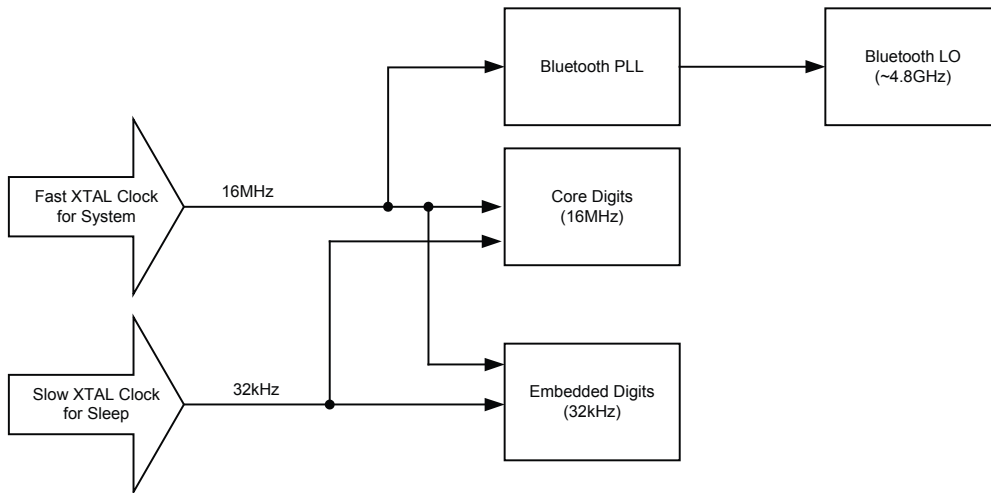 Bluetooth PLL
Bluetooth LO
(~4.8GHz)
Fast XTAL Clock
for System
16MHz
Core Digits
(16MHz)
Slow XTAL Clock
for Sleep
32kHz
Embedded Digits
(32kHz)